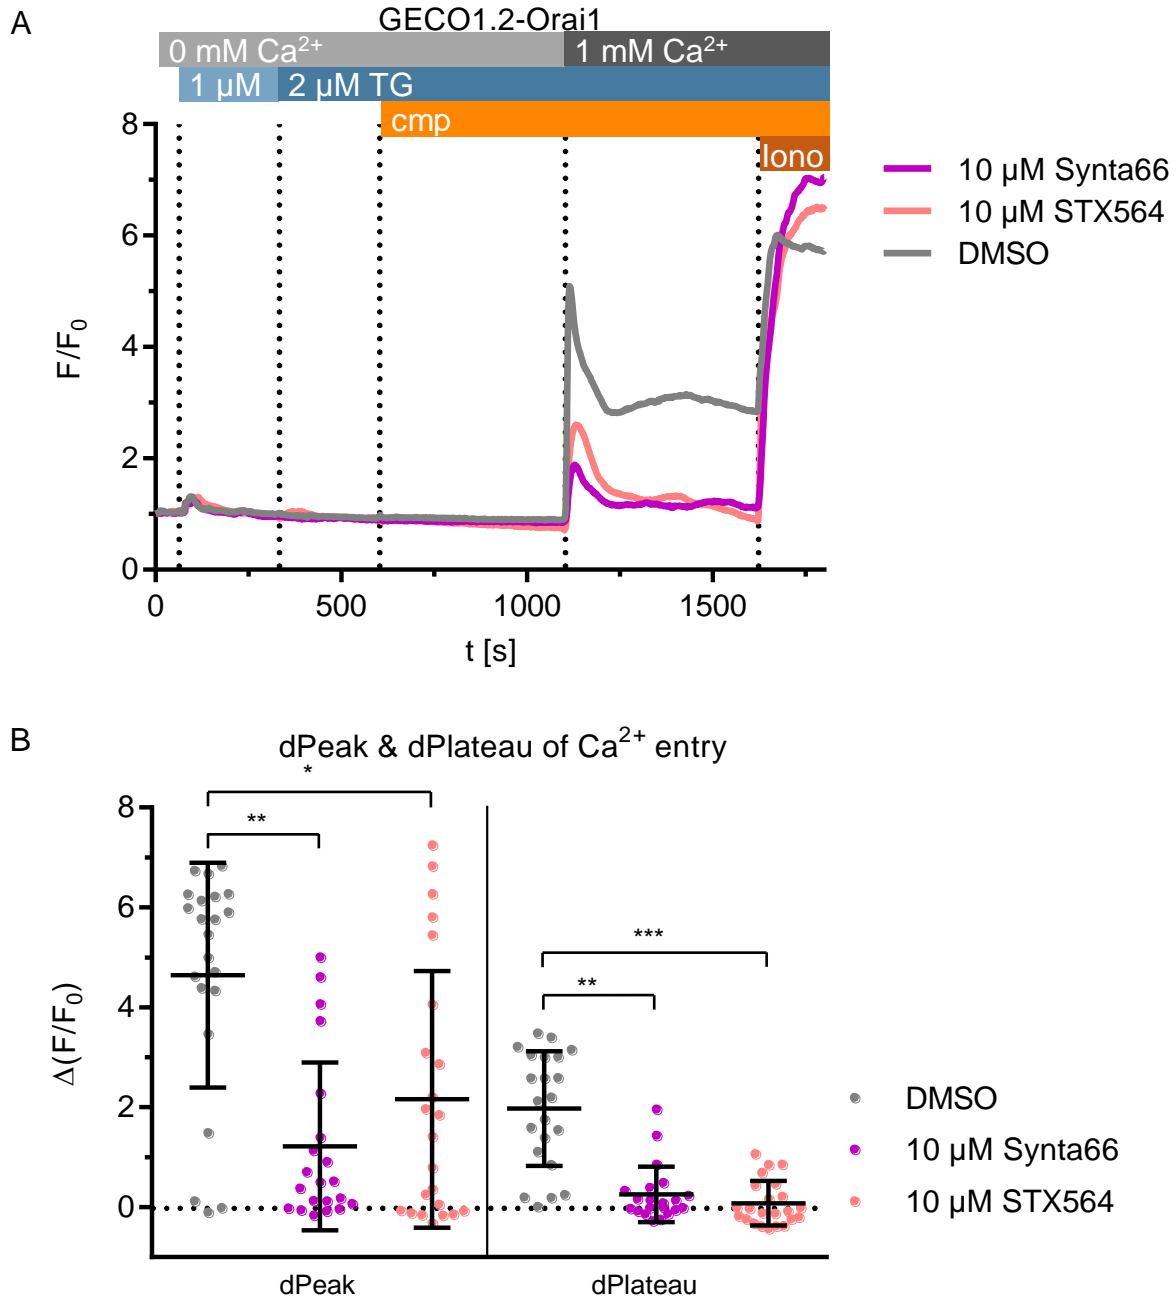 A
GECO1.2-Orai1
0 mM Ca²⁺ 1 mM Ca²⁺
1 µM 2 µM TG
cmp
Iono
8
6
4
2
0
F/F₀
0 500 1000 1500
t [s]
10 µM Synta66
10 µM STX564
DMSO
B
dPeak & dPlateau of Ca²⁺ entry
*
**
***
**
8
6
4
2
0
Δ(F/F₀)
dPeak dPlateau
DMSO
10 µM Synta66
10 µM STX564